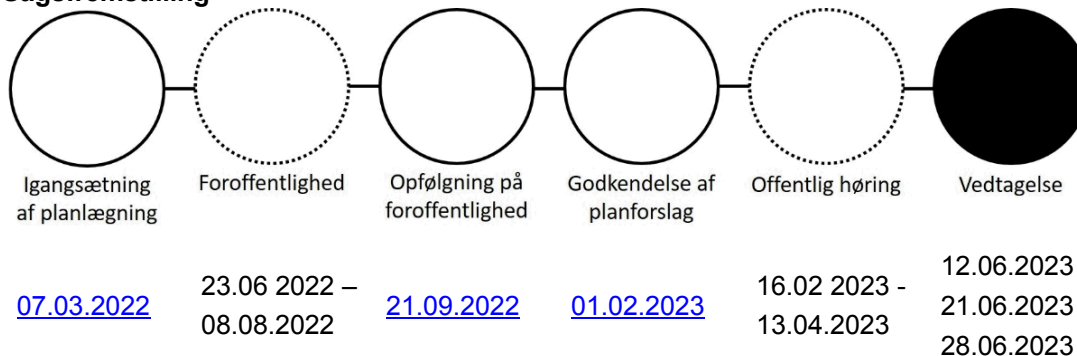 Igangsætning
af planlægning
Foroffentlighed
Opfølgning på
foroffentlighed
Godkendelse af
planforslag
Offentlig høring
Vedtagelse
07.03.2022
23.06 2022 –
08.08.2022
21.09.2022
01.02.2023
16.02 2023 -
13.04.2023
12.06.2023
21.06.2023
28.06.2023